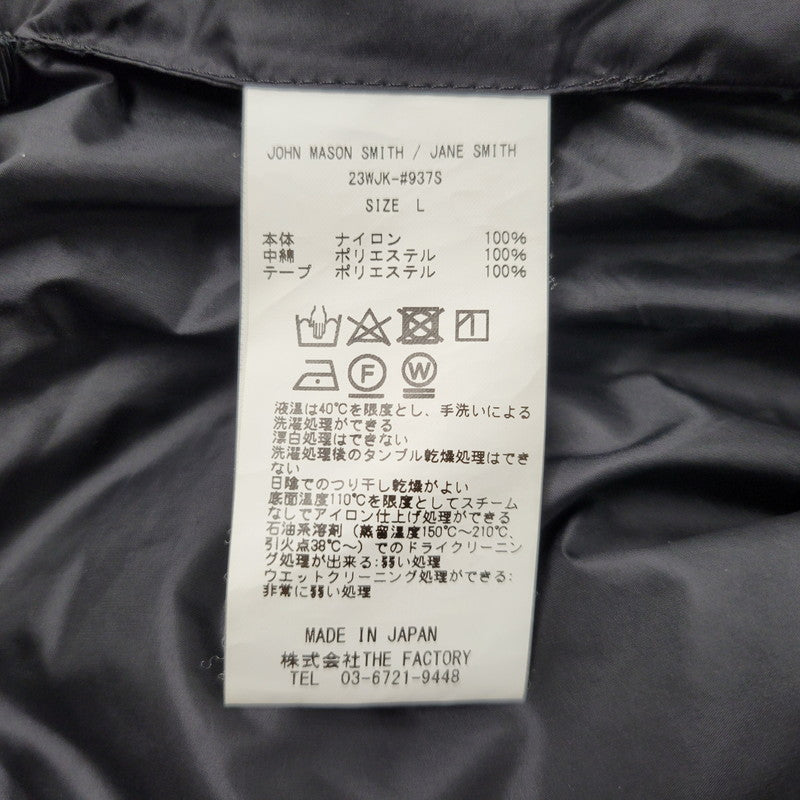 JOHN MASON SMITH / JANE SMITH
23WJK-#937S
SIZE L
本体 ナイロン 100%
中綿 ポリエステル 100%
テープ ポリエステル 100%
F W
液温は40℃を限度とし、手洗いによる
洗濯処理ができる
漂白処理はできない
洗濯処理後のタンブル乾燥処理はでき
ない
日陰でのつり干し乾燥がよい
底面温度110℃を限度としてスチーム
なしでアイロン仕上げ処理ができる
石油系溶剤（蒸留温度150℃～210℃、
引火点38℃～）でのドライクリーニン
グ処理が出来る:弱い処理
ウエットクリーニング処理ができる:
非常に弱い処理
MADE IN JAPAN
株式会社THE FACTORY
TEL 03-6721-9448